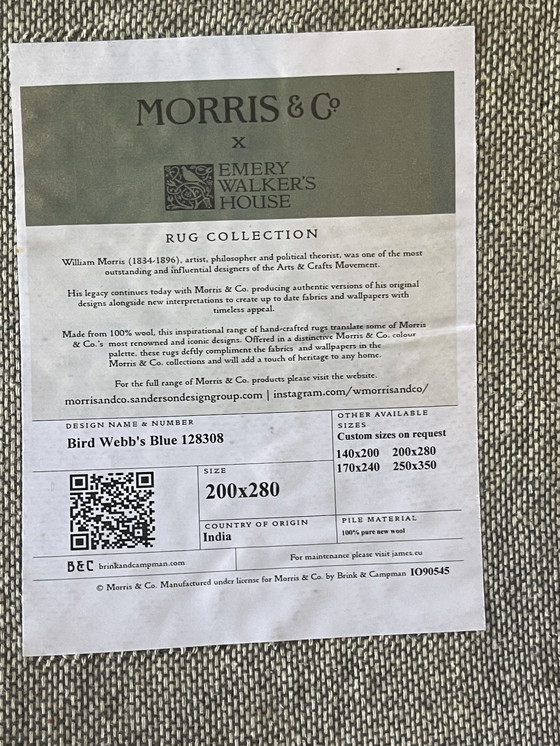 MORRIS & Co
X
EMERY
WALKER'S
HOUSE
RUG COLLECTION
William Morris (1834-1896), artist, philosopher and political theorist, was one of the most
outstanding and influential designers of the Arts & Crafts Movement.
His legacy continues today with Morris & Co. producing authentic versions of his original
designs alongside new interpretations to create up to date fabrics and wallpapers with
timeless appeal.
Made from 100% wool, this inspirational range of hand-crafted rugs translate some of Morris
& Co.'s most renowned and iconic designs. Offered in a distinctive Morris & Co. colour
palette, these rugs deftly compliment the fabrics and wallpapers in the
Morris & Co. collections and will add a touch of heritage to any home.
For the full range of Morris & Co. products please visit the website.
morrisandco.sandersondesigngroup.com | instagram.com/wmorrisandco/
DESIGN NAME & NUMBER
Bird Webb's Blue 128308
OTHER AVAILABLE
SIZES
Custom sizes on request
140x200 200x280
170x240 250x350
SIZE
200x280
COUNTRY OF ORIGIN
India
PILE MATERIAL
100% pure new wool
B&C brinkandcampman.com
For maintenance please visit james.eu
© Morris & Co. Manufactured under license for Morris & Co. by Brink & Campman IO90545